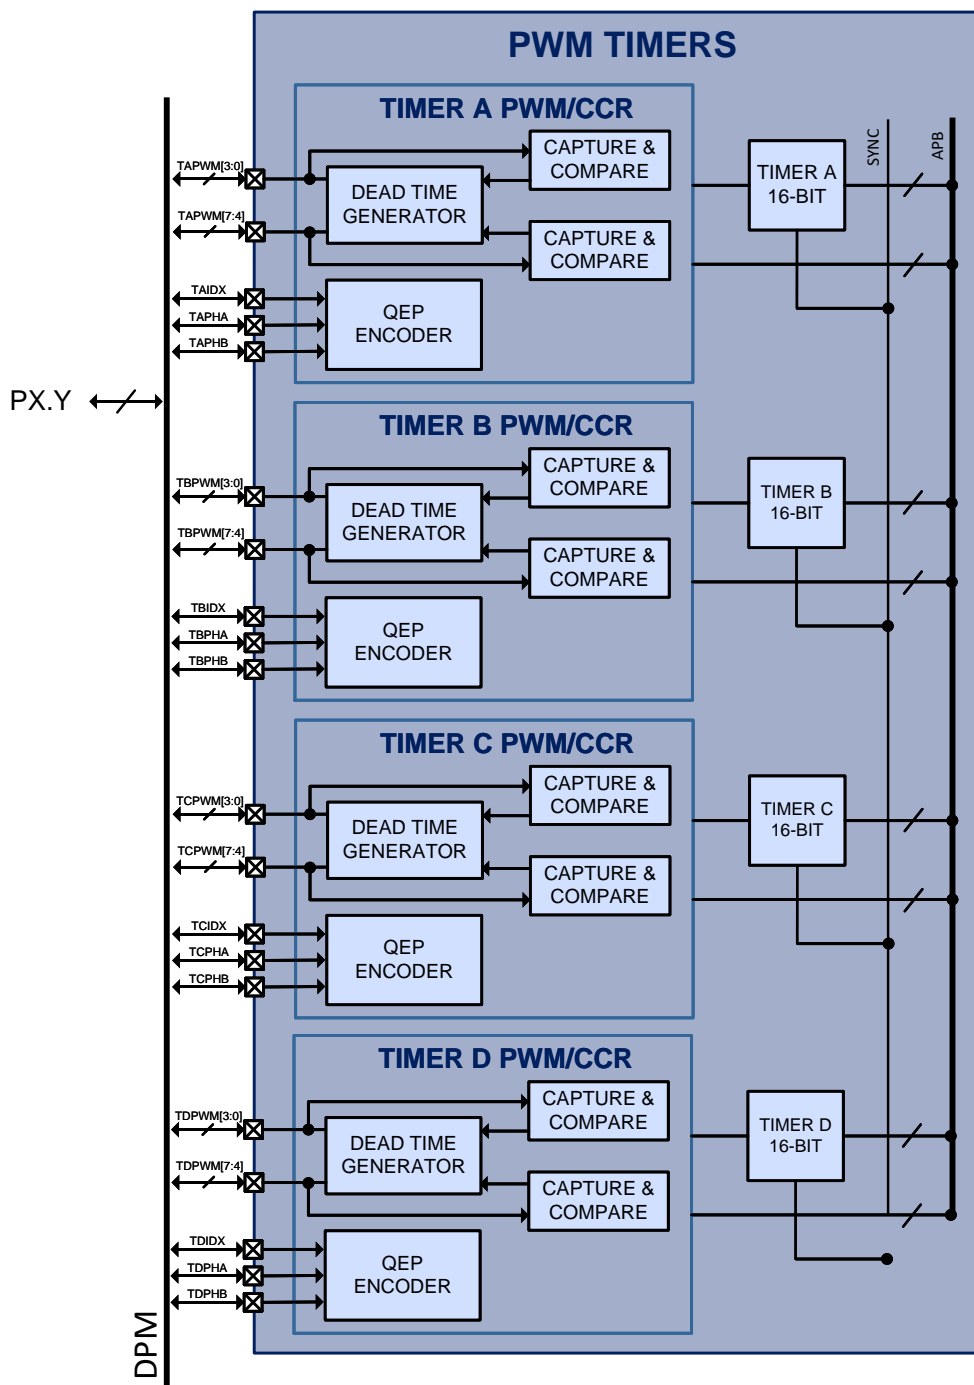 PWM TIMERS
TIMER A PWM/CCR
SYNC
APB
TAPWM[3:0]
CAPTURE &
COMPARE
DEAD TIME
GENERATOR
TIMER A
16-BIT
TAPWM[7:4]
CAPTURE &
COMPARE
TAIDX
TAPHA
TAPHB
QEP
ENCODER
PX.Y
TIMER B PWM/CCR
TBPWM[3:0]
CAPTURE &
COMPARE
DEAD TIME
GENERATOR
TIMER B
16-BIT
TBPWM[7:4]
CAPTURE &
COMPARE
TBIDX
TBPHA
TBPHB
QEP
ENCODER
TIMER C PWM/CCR
TCPWM[3:0]
CAPTURE &
COMPARE
DEAD TIME
GENERATOR
TIMER C
16-BIT
TCPWM[7:4]
CAPTURE &
COMPARE
TCIDX
TCPHA
TCPHB
QEP
ENCODER
TIMER D PWM/CCR
TDPWM[3:0]
CAPTURE &
COMPARE
DEAD TIME
GENERATOR
TIMER D
16-BIT
TDPWM[7:4]
CAPTURE &
COMPARE
TDIDX
TDPHA
TDPHB
QEP
ENCODER
DPM